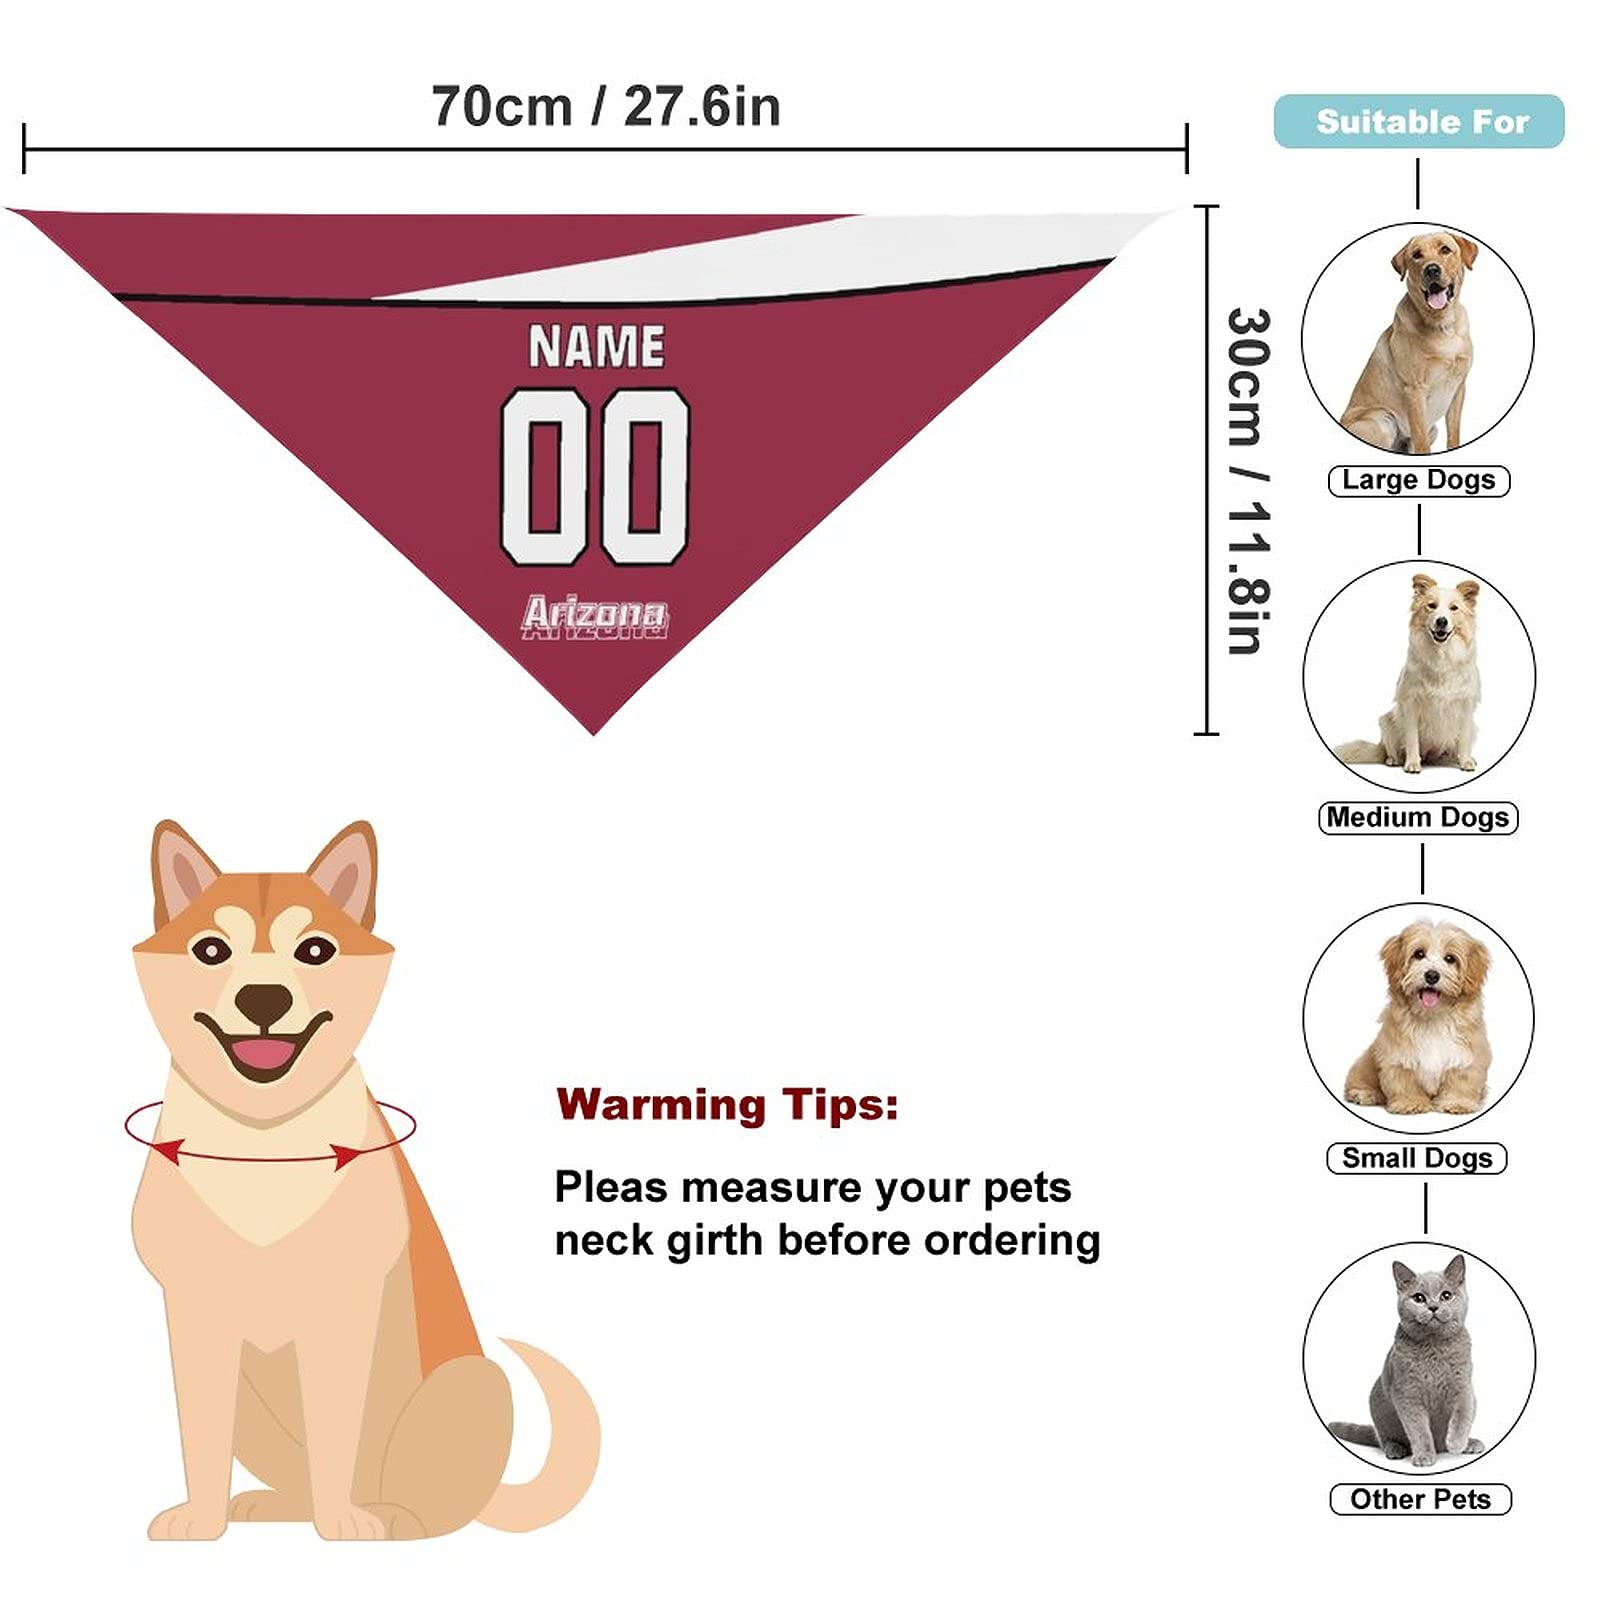 70cm / 27.6in
Suitable For
30cm / 11.8in
NAME
00
Arizona
Large Dogs
Medium Dogs
Small Dogs
Other Pets
Warming Tips:
Pleas measure your pets
neck girth before ordering